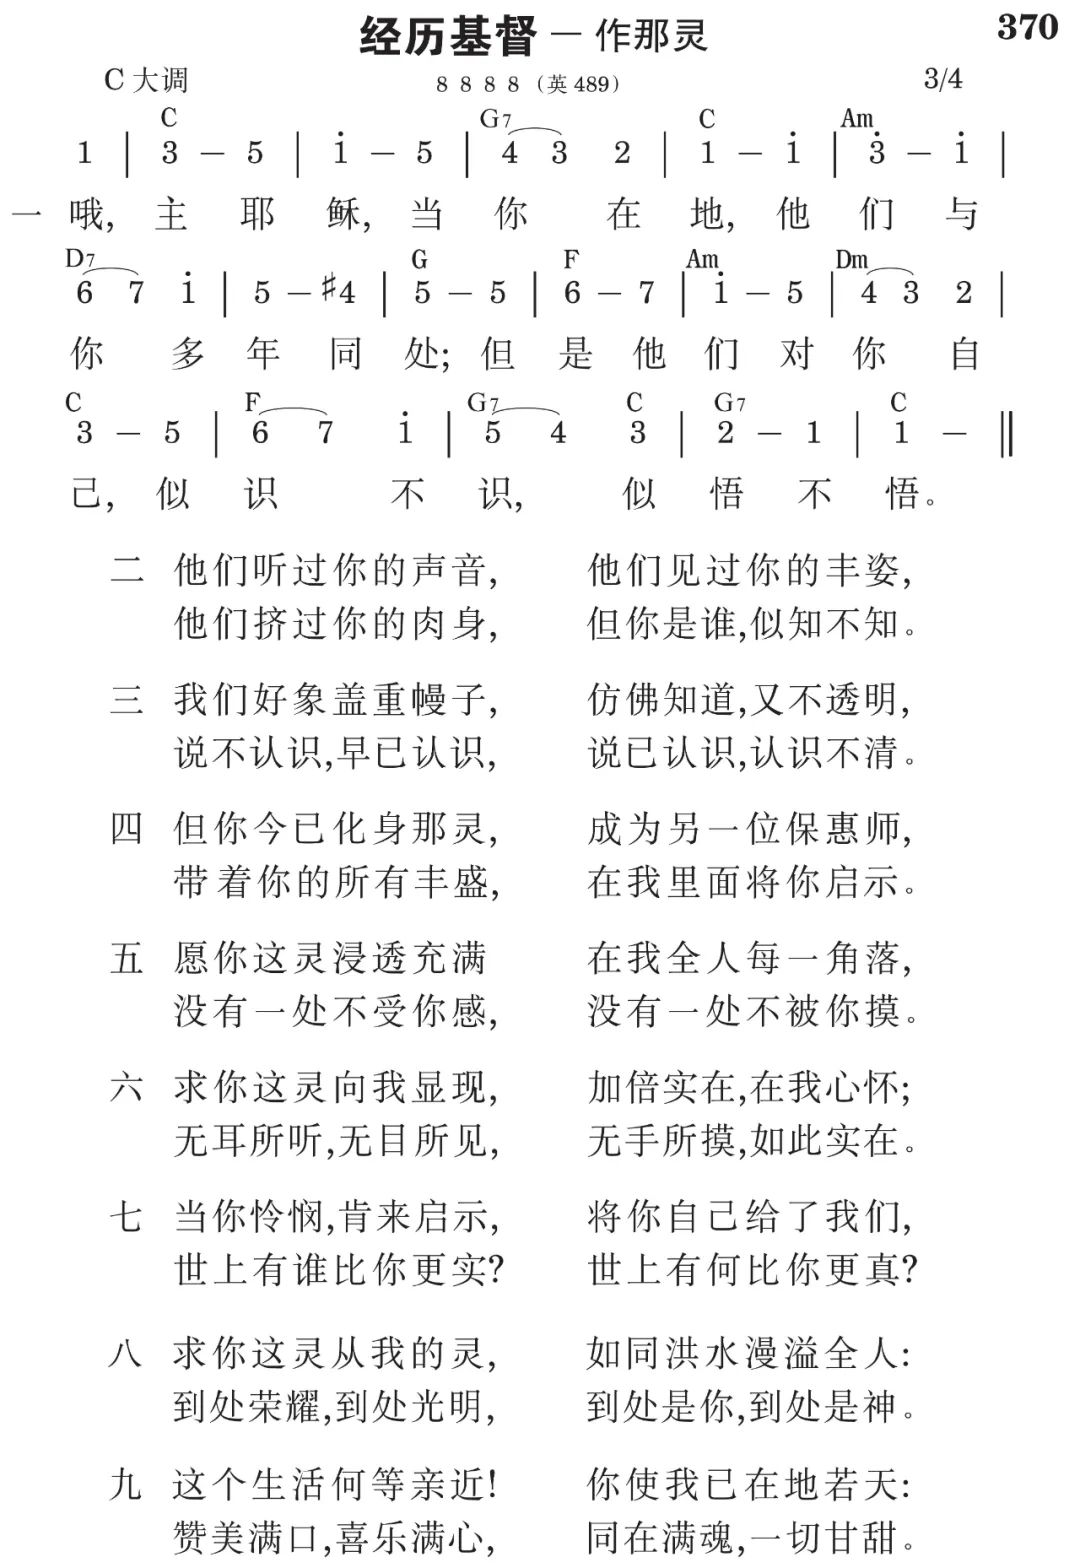 经历基督 — 作那灵 370
C 大调 8 8 8 8 (英 489) 3/4
C G7 C Am
1 | 3 - 5 | i - 5 | 4 3 2 | 1 - i | 3̇ - i |
一 哦, 主 耶 稣, 当 你 在 地, 他 们 与
D7 G F Am Dm
6 7 i | 5 - ♯4 | 5 - 5 | 6 - 7 | i - 5 | 4 3 2 |
你 多 年 同 处; 但 是 他 们 对 你 自
C F G7 C G7 C
3 - 5 | 6 7 i | 5 4 3 | 2 - 1 | 1 - ‖
己, 似 识 不 识, 似 悟 不 悟。
二 他们听过你的声音, 他们见过你的丰姿,
他们挤过你的肉身, 但你是谁,似知不知。
三 我们好象盖重幔子, 仿佛知道,又不透明,
说不认识,早已认识, 说已认识,认识不清。
四 但你今已化身那灵, 成为另一位保惠师,
带着你的所有丰盛, 在我里面将你启示。
五 愿你这灵浸透充满 在我全人每一角落,
没有一处不受你感, 没有一处不被你摸。
六 求你这灵向我显现, 加倍实在,在我心怀;
无耳所听,无目所见, 无手所摸,如此实在。
七 当你怜悯,肯来启示, 将你自己给了我们,
世上有谁比你更实? 世上有何比你更真?
八 求你这灵从我的灵, 如同洪水漫溢全人:
到处荣耀,到处光明, 到处是你,到处是神。
九 这个生活何等亲近! 你使我已在地若天:
赞美满口,喜乐满心, 同在满魂,一切甘甜。